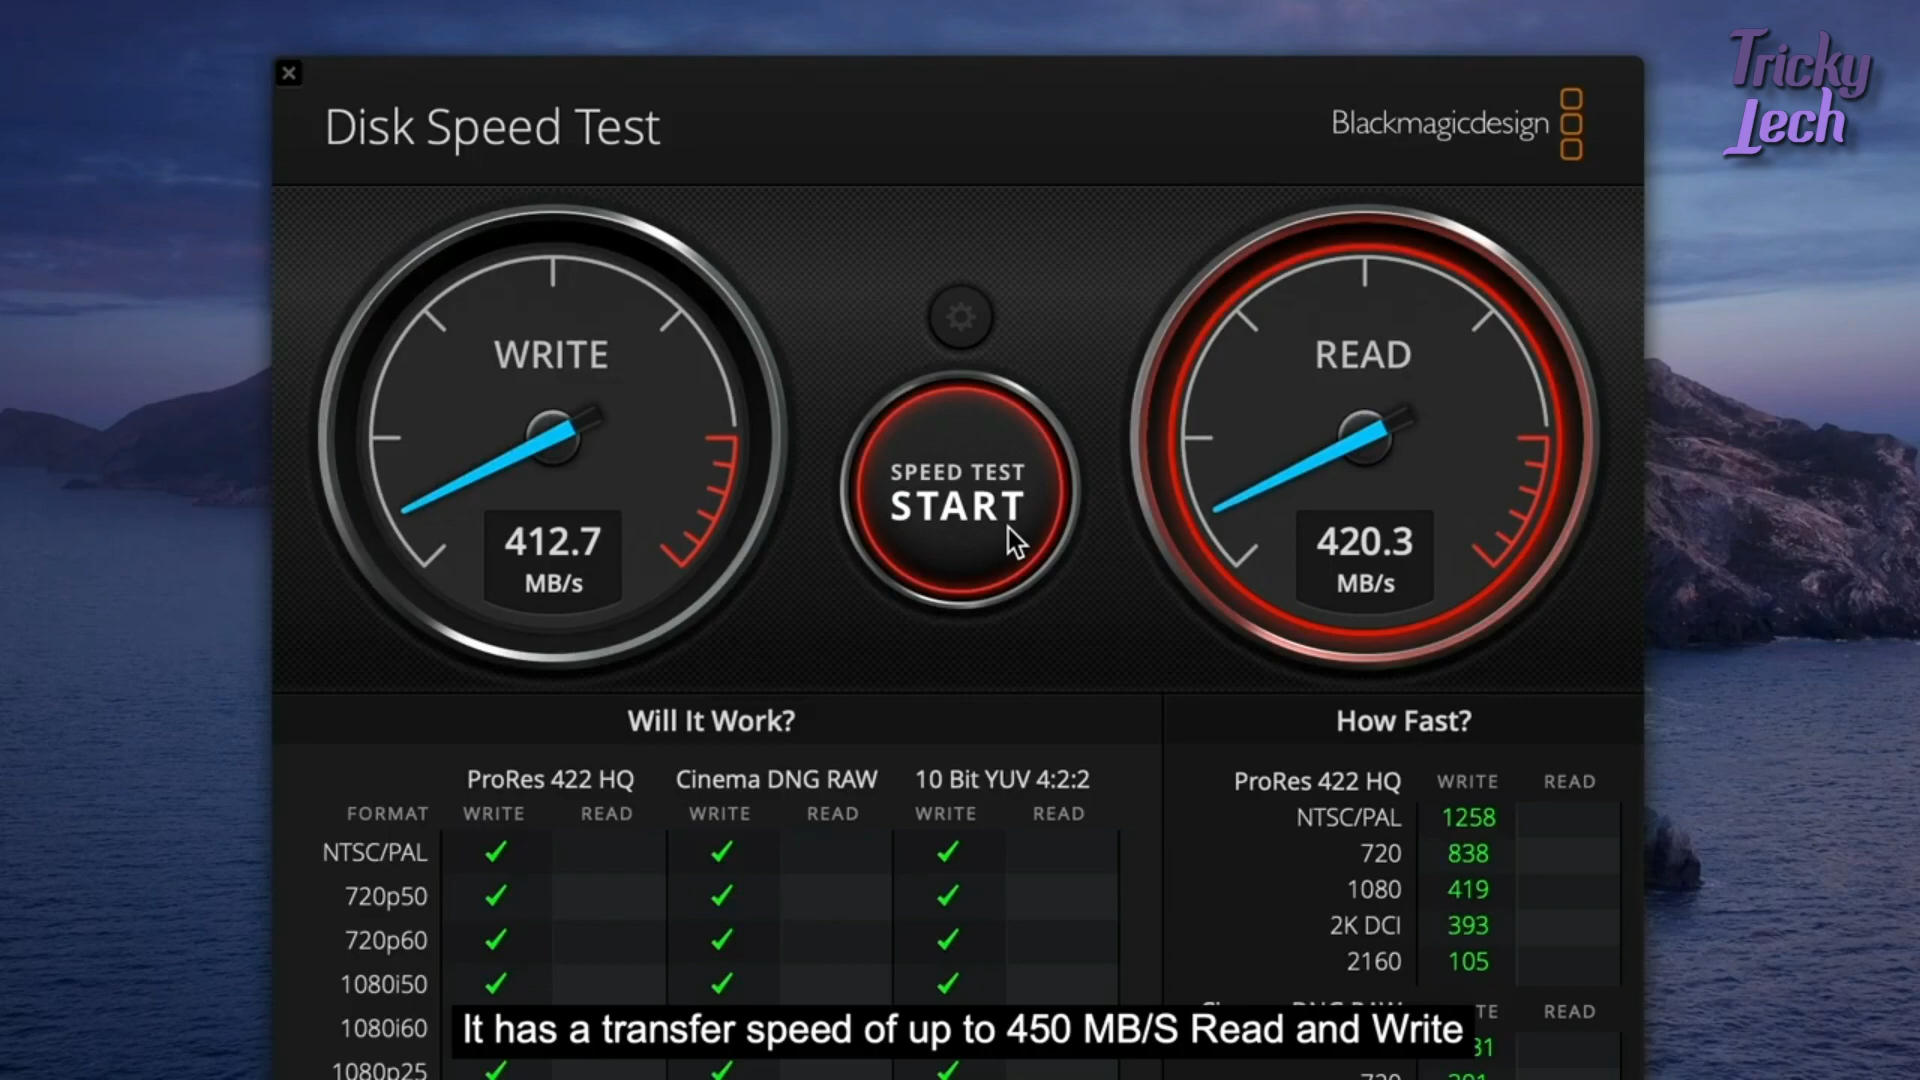 Tricky
Tech
Disk Speed Test
Blackmagicdesign
WRITE
412.7
MB/s
SPEED TEST
START
READ
420.3
MB/s
Will It Work?
ProRes 422 HQ Cinema DNG RAW 10 Bit YUV 4:2:2
FORMAT WRITE READ WRITE READ WRITE READ
NTSC/PAL
720p50
720p60
1080i50
1080i60
1080p25
How Fast?
ProRes 422 HQ WRITE READ
NTSC/PAL 1258
720 838
1080 419
2K DCI 393
2160 105
READ
720
It has a transfer speed of up to 450 MB/S Read and Write